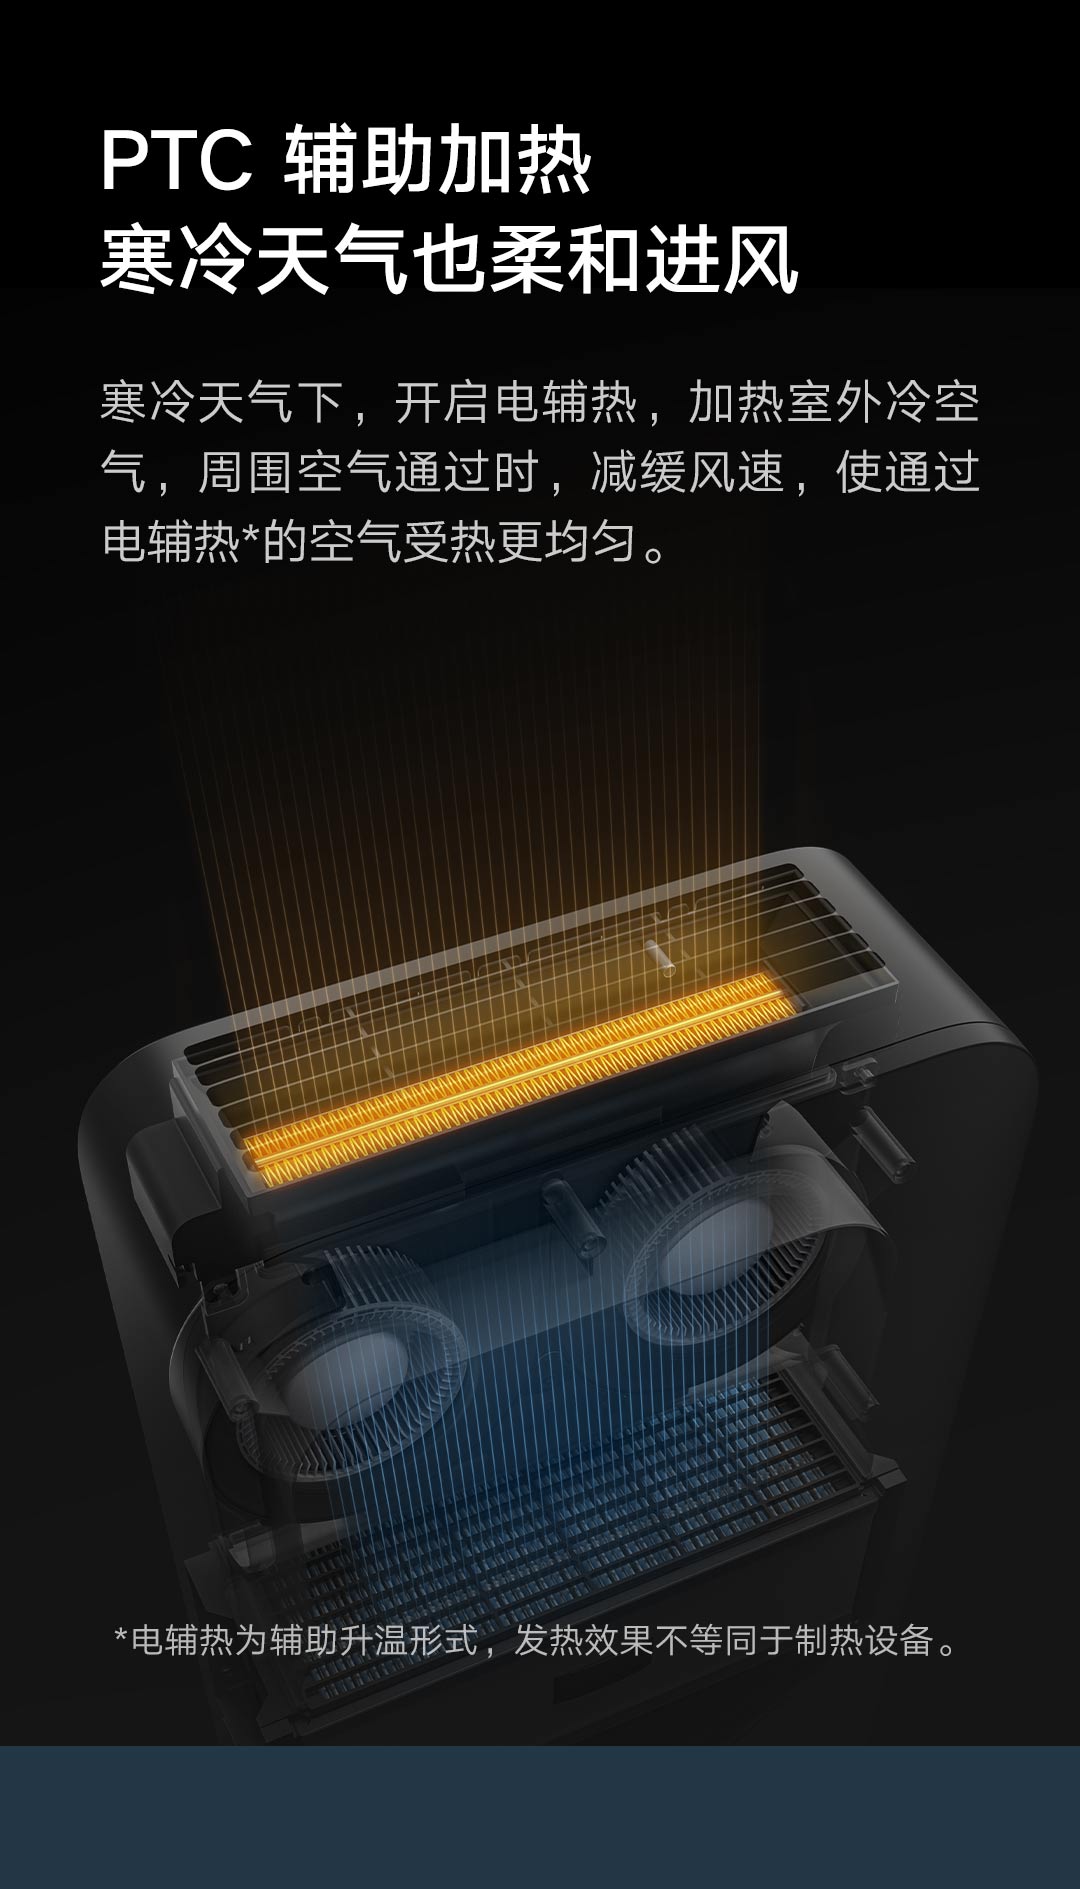 PTC 辅助加热
寒冷天气也柔和进风
寒冷天气下，开启电辅热，加热室外冷空
气，周围空气通过时，减缓风速，使通过
电辅热*的空气受热更均匀。
*电辅热为辅助升温形式，发热效果不等同于制热设备。